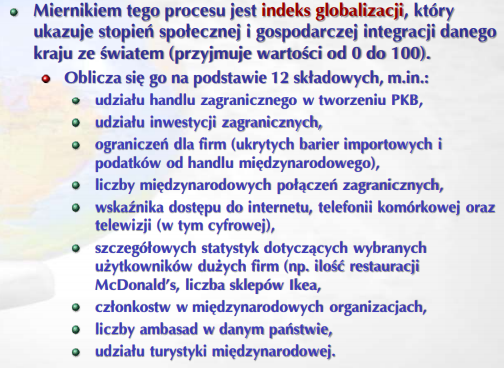 Miernikiem tego procesu jest indeks globalizacji, który
ukazuje stopień społecznej i gospodarczej integracji danego
kraju ze światem (przyjmuje wartości od 0 do 100).
Oblicza się go na podstawie 12 składowych, m.in.:
udziału handlu zagranicznego w tworzeniu PKB,
udziału inwestycji zagranicznych,
ograniczeń dla firm (ukrytych barier importowych i
podatków od handlu międzynarodowego),
liczby międzynarodowych połączeń zagranicznych,
wskaźnika dostępu do internetu, telefonii komórkowej oraz
telewizji (w tym cyfrowej),
szczegółowych statystyk dotyczących wybranych
użytkowników dużych firm (np. ilość restauracji
McDonald's, liczba sklepów Ikea,
członkostw w międzynarodowych organizacjach,
liczby ambasad w danym państwie,
udziału turystyki międzynarodowej.